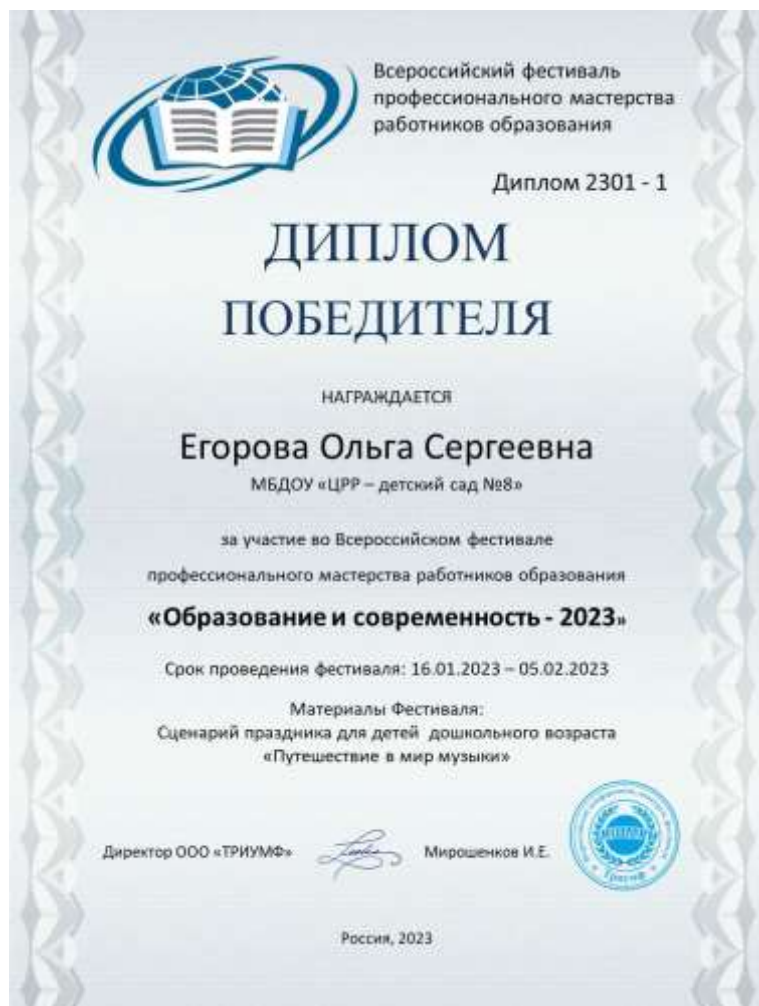 Всероссийский фестиваль
профессионального мастерства
работников образования
Диплом 2301 - 1
ДИПЛОМ
ПОБЕДИТЕЛЯ
НАГРАЖДАЕТСЯ
Егорова Ольга Сергеевна
МБДОУ «ЦРР – детский сад №8»
за участие во Всероссийском фестивале
профессионального мастерства работников образования
«Образование и современность - 2023»
Срок проведения фестиваля: 16.01.2023 – 05.02.2023
Материалы Фестиваля:
Сценарий праздника для детей дошкольного возраста
«Путешествие в мир музыки»
Директор ООО «ТРИУМФ» Мирошенков И.Е.
Россия, 2023